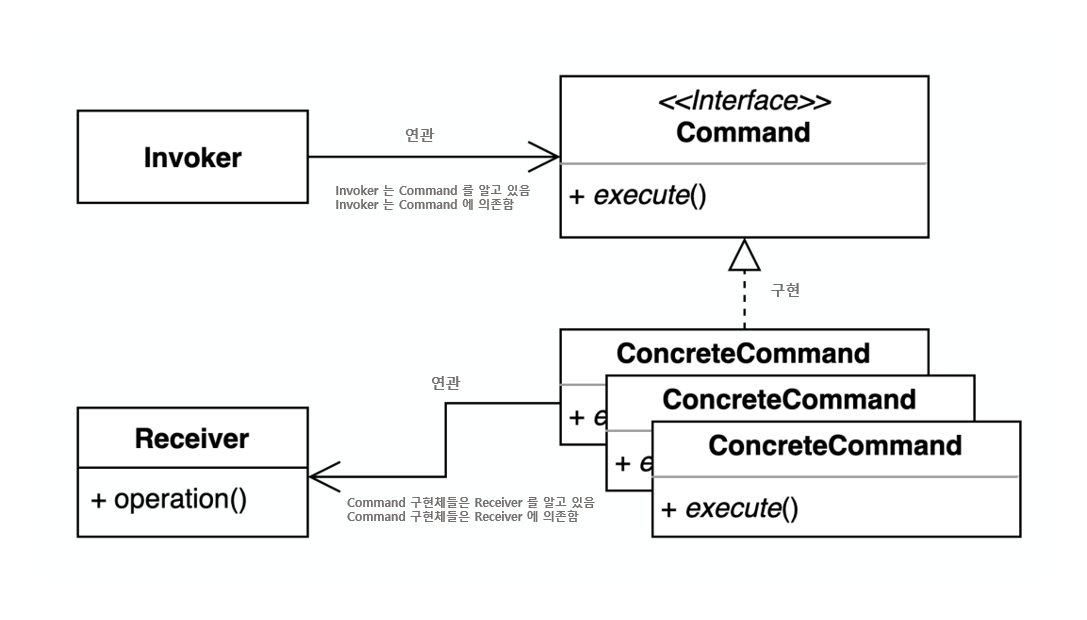 <<Interface>>
Command
+ execute()
Invoker
연관
Invoker 는 Command 를 알고 있음
Invoker 는 Command 에 의존함
구현
ConcreteCommand
+ e
ConcreteCommand
+ e
ConcreteCommand
+ execute()
연관
Receiver
+ operation()
Command 구현체들은 Receiver 를 알고 있음
Command 구현체들은 Receiver 에 의존함